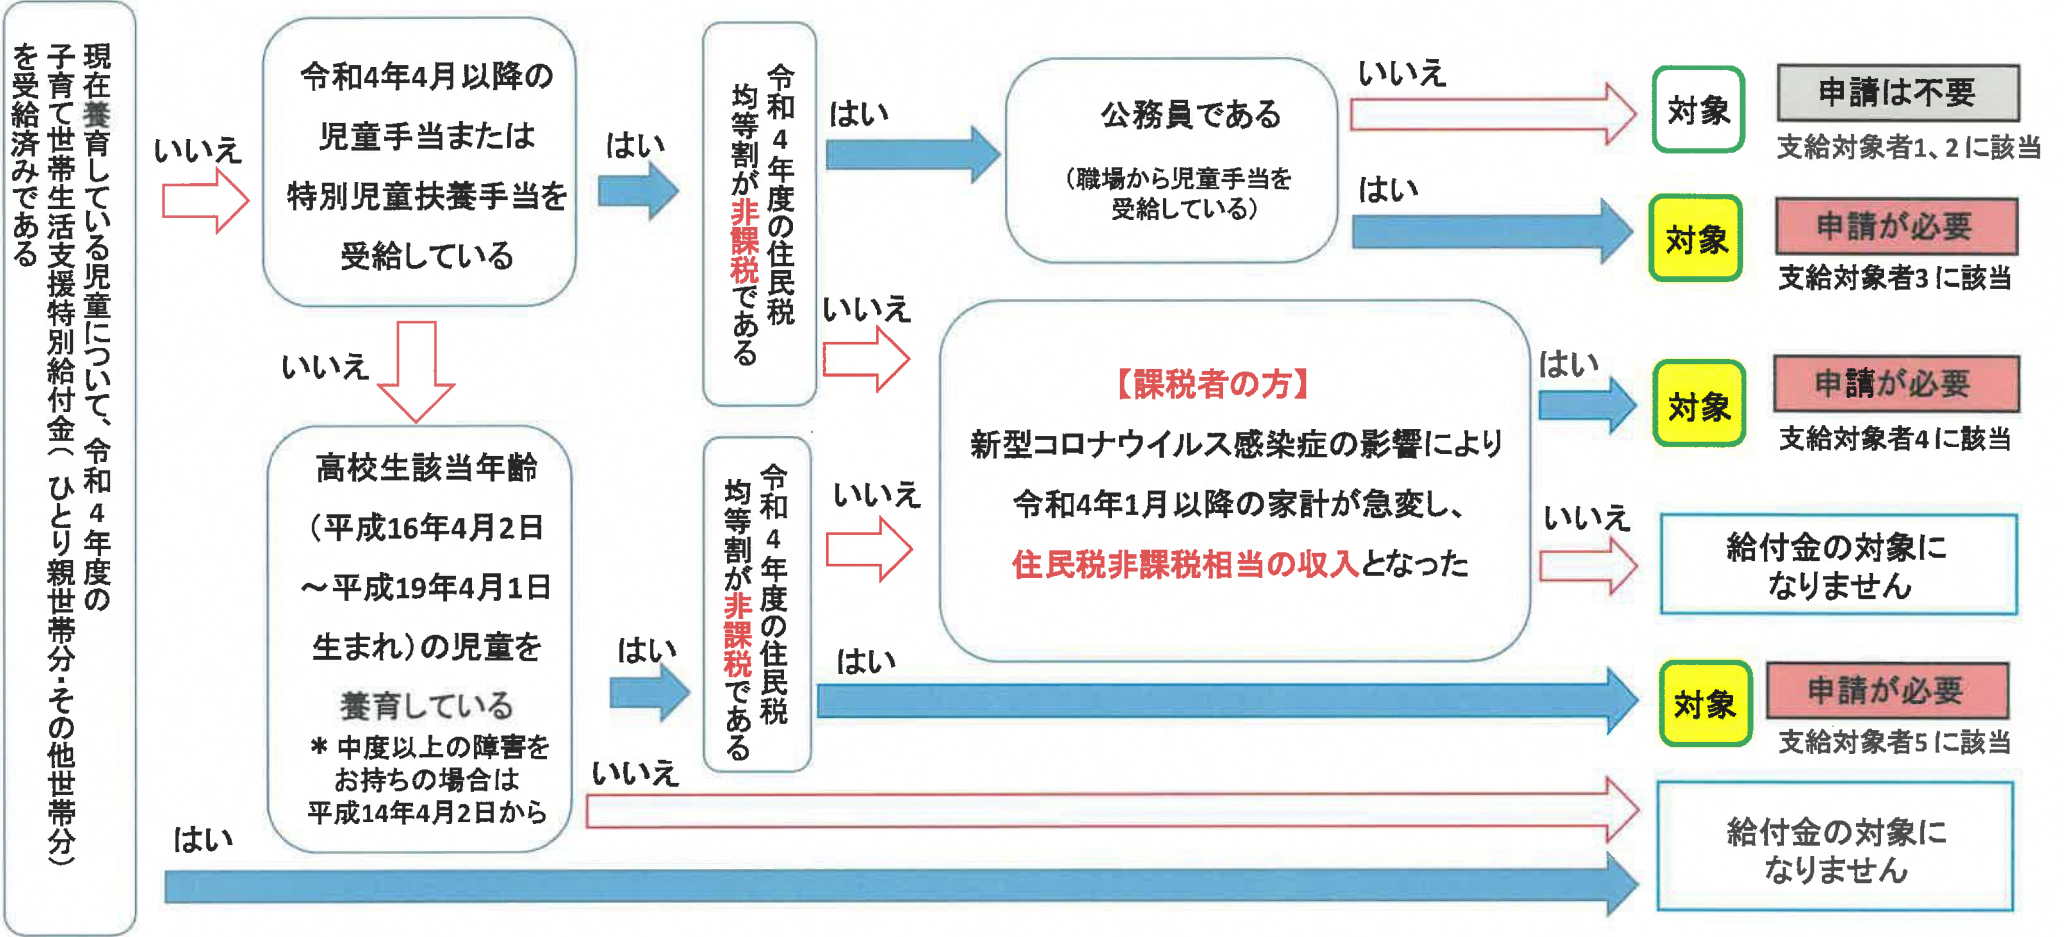 現在養育している児童について、令和4年度の
子育て世帯生活支援特別給付金(ひとり親世帯分・その他世帯分)
を受給済みである
いいえ
はい
令和4年4月以降の
児童手当または
特別児童扶養手当を
受給している
はい
いいえ
高校生該当年齢
(平成16年4月2日
～平成19年4月1日
生まれ)の児童を
養育している
＊中度以上の障害を
お持ちの場合は
平成14年4月2日から
はい
いいえ
令和4年度の住民税
均等割が非課税である
はい
いいえ
令和4年度の住民税
均等割が非課税である
いいえ
はい
公務員である
(職場から児童手当を
受給している)
いいえ
はい
【課税者の方】
新型コロナウイルス感染症の影響により
令和4年1月以降の家計が急変し、
住民税非課税相当の収入となった
はい
いいえ
対象
申請は不要
支給対象者1、2に該当
対象
申請が必要
支給対象者3に該当
対象
申請が必要
支給対象者4に該当
給付金の対象に
なりません
対象
申請が必要
支給対象者5に該当
給付金の対象に
なりません